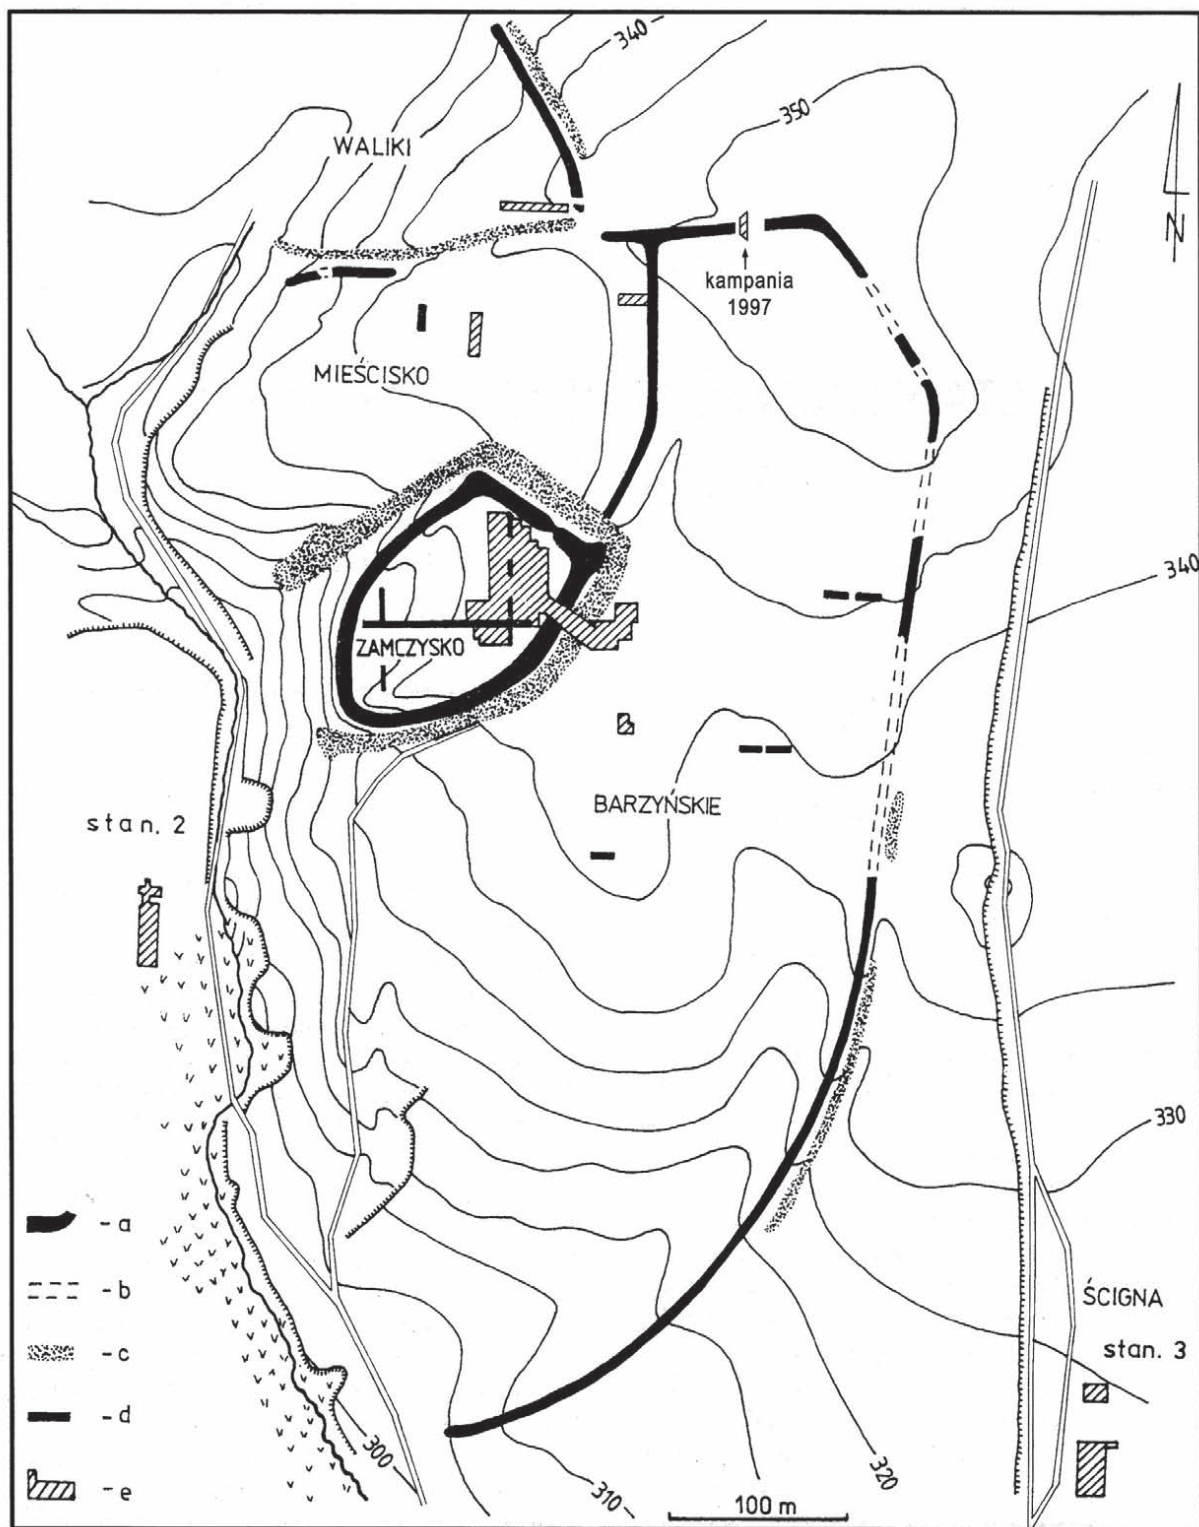 340
350
WALIKI
N
kampania
1997
MIEŚCISKO
340
ZAMCZYSKO
BARZYŃSKIE
stan. 2
330
-a
-b
ŚCIGNA
-c
stan. 3
-d
300
320
-e
310
100 m